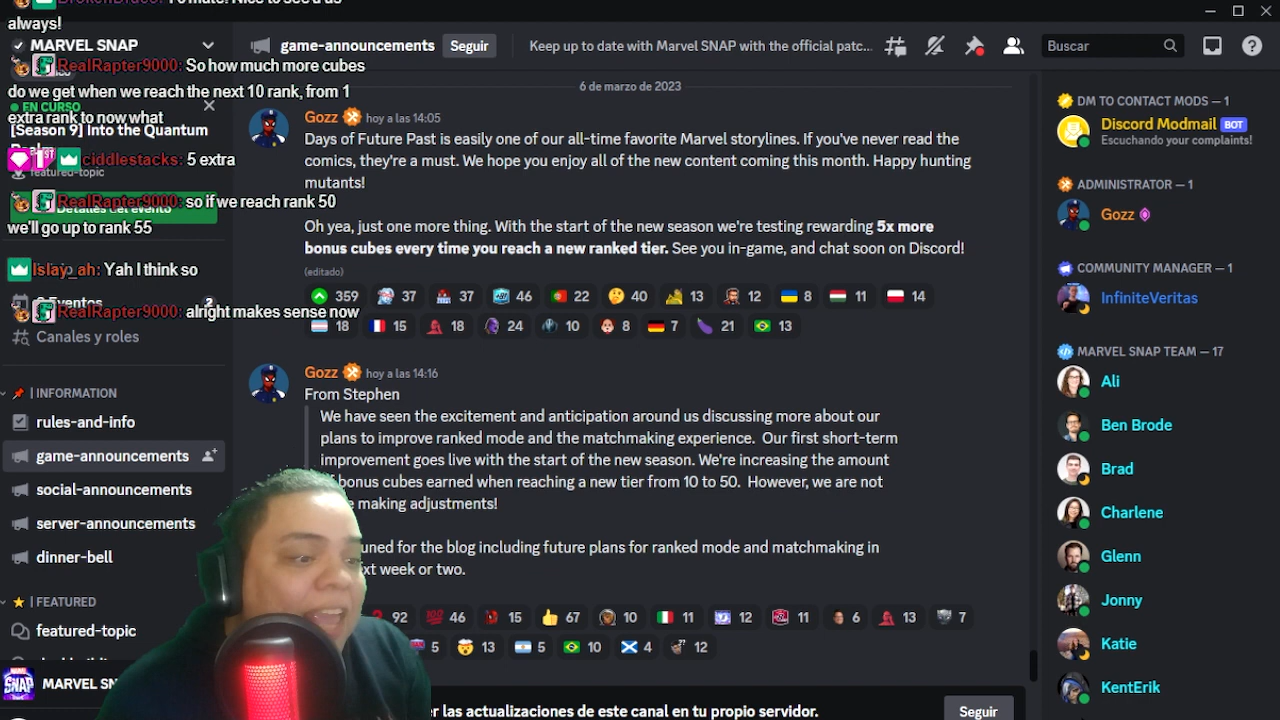 always!
MARVEL SNAP
game-announcements
Seguir
Keep up to date with Marvel SNAP with the official patc...
Buscar
RealRapter9000: So how much more cubes
do we get when we reach the next 10 rank, from 1
extra rank to now what
EN CURSO
[Season 9] Into the Quantum
ciddlestacks: 5 extra
featured-topic
RealRapter9000: so if we reach rank 50
we'll go up to rank 55
Islay_ah: Yah I think so
Eventos
2
RealRapter9000: alright makes sense now
Canales y roles
| INFORMATION
rules-and-info
game-announcements
social-announcements
server-announcements
dinner-bell
| FEATURED
featured-topic
MARVEL SN
6 de marzo de 2023
Gozz hoy a las 14:05
Days of Future Past is easily one of our all-time favorite Marvel storylines. If you've never read the
comics, they're a must. We hope you enjoy all of the new content coming this month. Happy hunting
mutants!
Oh yea, just one more thing. With the start of the new season we're testing rewarding 5x more
bonus cubes every time you reach a new ranked tier. See you in-game, and chat soon on Discord!
(editado)
359 37 37 46 22 40 13 12 8 11 14
18 15 18 24 10 8 7 21 13
Gozz hoy a las 14:16
From Stephen
We have seen the excitement and anticipation around us discussing more about our
plans to improve ranked mode and the matchmaking experience. Our first short-term
improvement goes live with the start of the new season. We're increasing the amount
bonus cubes earned when reaching a new tier from 10 to 50. However, we are not
making adjustments!
tuned for the blog including future plans for ranked mode and matchmaking in
week or two.
92 46 15 67 10 11 12 11 6 13 7
5 13 5 10 4 12
las actualizaciones de este canal en tu propio servidor.
Seguir
DM TO CONTACT MODS — 1
Discord Modmail BOT
Escuchando your complaints!
ADMINISTRATOR — 1
Gozz
COMMUNITY MANAGER — 1
InfiniteVeritas
MARVEL SNAP TEAM — 17
Ali
Ben Brode
Brad
Charlene
Glenn
Jonny
Katie
KentErik